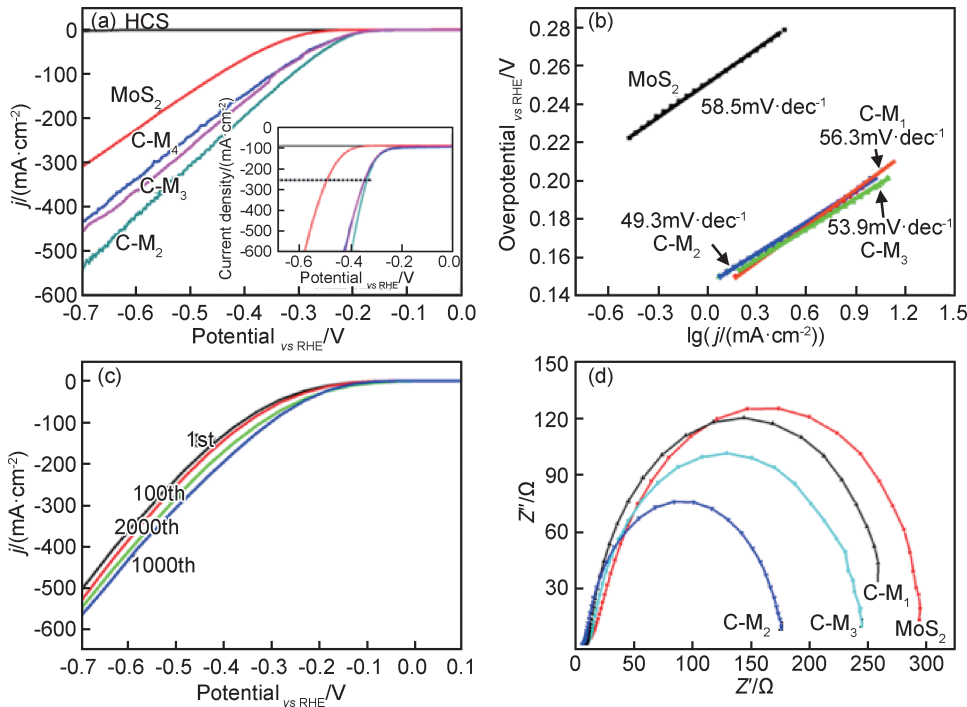 (a) HCS
0
-100
-200
-300
-400
-500
-600
j/(mA·cm⁻²)
MoS₂
C-M₄
C-M₃
C-M₂
-0.7 -0.6 -0.5 -0.4 -0.3 -0.2 -0.1 0.0
Potential vs RHE/V
Current density/(mA·cm⁻²)
100
0
-100
-200
-300
-400
-500
-600
-0.6 -0.4 -0.2 0.0
Potential vs RHE/V
(b)
0.28
0.26
0.24
0.22
0.20
0.18
0.16
0.14
Overpotential vs RHE/V
MoS₂
58.5mV·dec⁻¹
C-M₁
56.3mV·dec⁻¹
49.3mV·dec⁻¹
C-M₂
53.9mV·dec⁻¹
C-M₃
-0.6 -0.3 0.0 0.3 0.6 0.9 1.2 1.5
lg(j/(mA·cm⁻²))
(c)
0
-100
-200
-300
-400
-500
-600
j/(mA·cm⁻²)
1st
100th
2000th
1000th
-0.7 -0.6 -0.5 -0.4 -0.3 -0.2 -0.1 0.0 0.1
Potential vs RHE/V
(d)
150
120
90
60
30
Z″/Ω
C-M₁
C-M₂
C-M₃
MoS₂
0 50 100 150 200 250 300
Z′/Ω